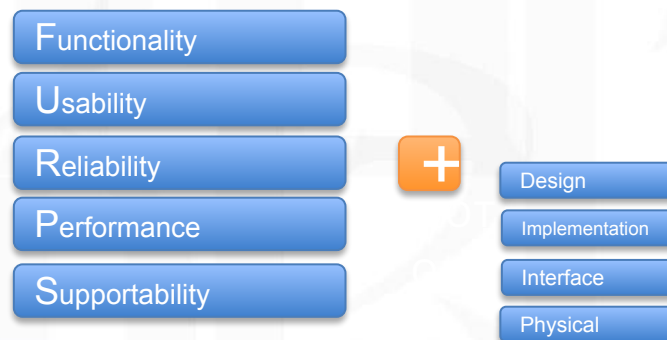 Functionality
Usability
Reliability
Performance
Supportability
+
Design
Implementation
Interface
Physical